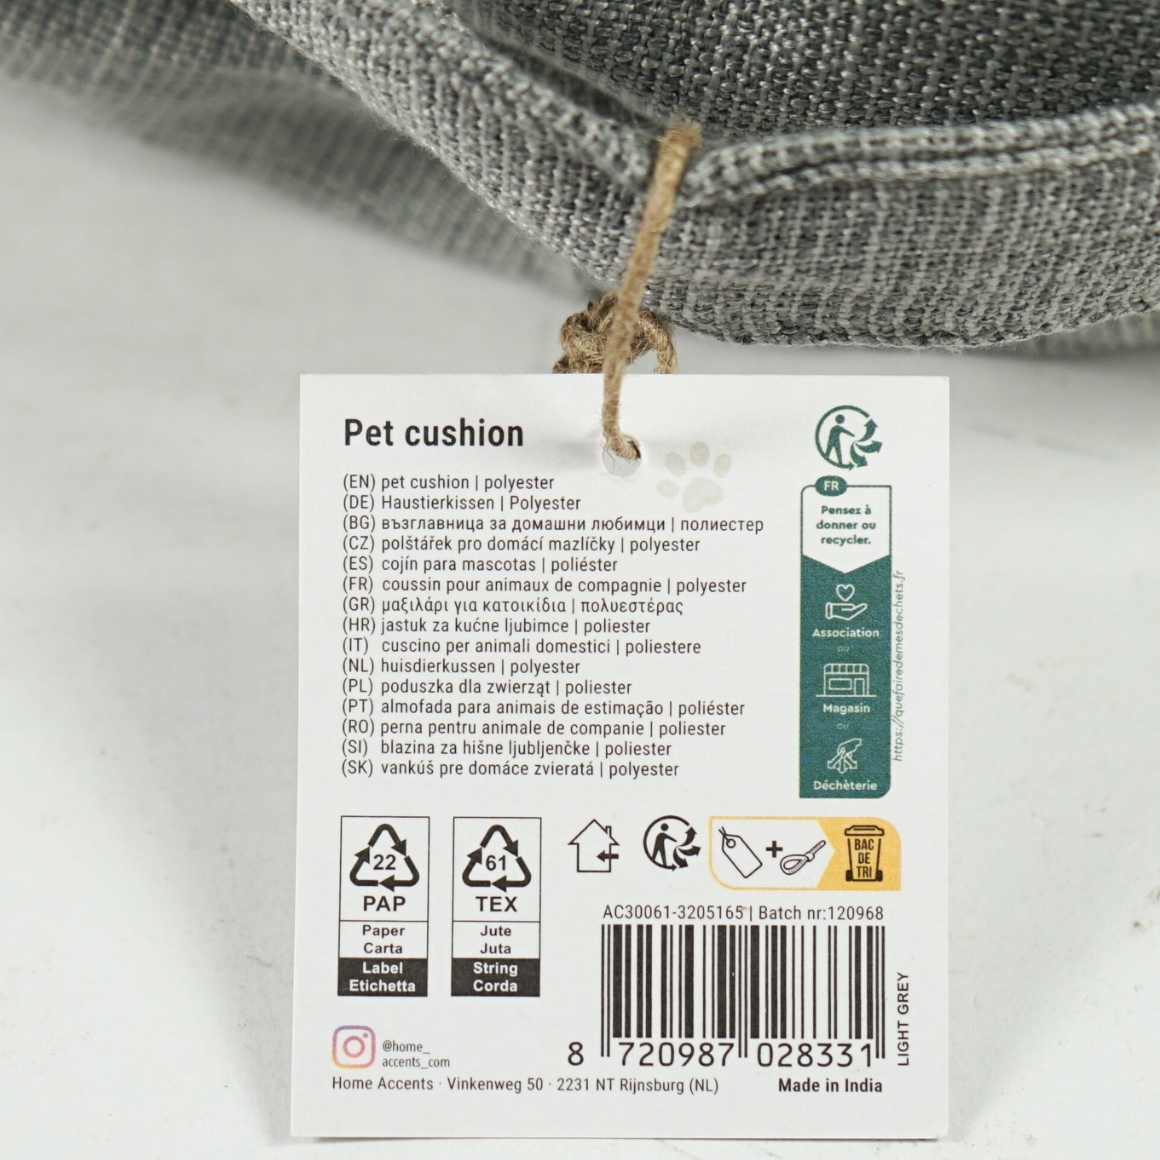 Pet cushion
(EN) pet cushion | polyester
(DE) Haustierkissen | Polyester
(BG) възглавница за домашни любимци | полиестер
(CZ) polštářek pro domácí mazlíčky | polyester
(ES) cojín para mascotas | poliéster
(FR) coussin pour animaux de compagnie | polyester
(GR) μαξιλάρι για κατοικίδια | πολυεστέρας
(HR) jastuk za kućne ljubimce | poliester
(IT) cuscino per animali domestici | poliestere
(NL) huisdierkussen | polyester
(PL) poduszka dla zwierząt | poliester
(PT) almofada para animais de estimação | poliéster
(RO) perna pentru animale de companie | poliester
(SI) blazina za hišne ljubljenčke | poliester
(SK) vankúš pre domáce zvieratá | polyester
FR
Pensez à
donner ou
recycler.
Association
ou
Magasin
ou
Déchèterie
https://quefairedemesdechets.fr
22
PAP
Paper
Carta
Label
Etichetta
61
TEX
Jute
Juta
String
Corda
+
BAC
DE
TRI
AC30061-3205165 | Batch nr:120968
8 720987 028331
LIGHT GREY
@home_
accents_com
Home Accents · Vinkenweg 50 · 2231 NT Rijnsburg (NL)
Made in India